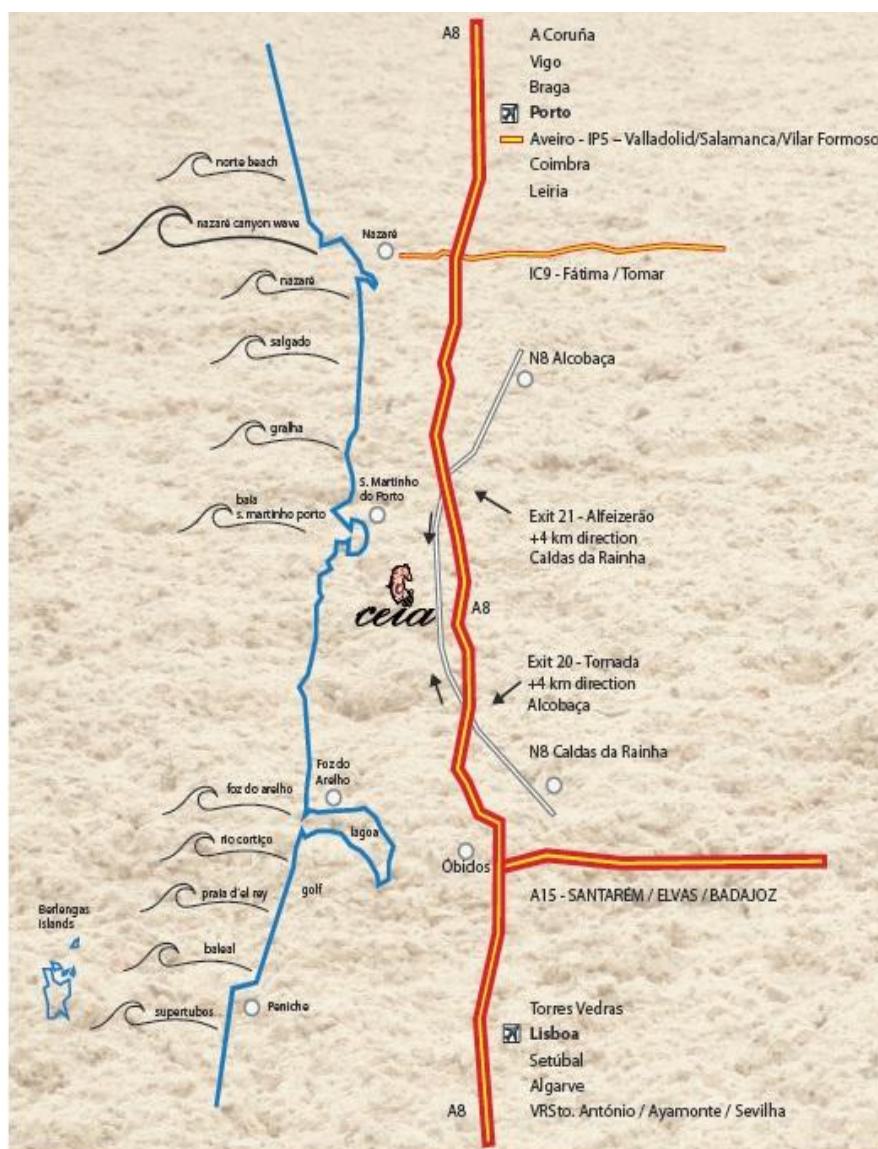 A8
A Coruña
Vigo
Braga
Porto
Aveiro - IP5 – Valladolid/Salamanca/Vilar Formoso
Coimbra
Leiria
norte beach
nazaré canyon wave
Nazaré
IC9 - Fátima / Tomar
nazaré
salgado
N8 Alcobaça
gralha
S. Martinho
do Porto
baía
s. martinho porto
Exit 21 - Alfeizerão
+4 km direction
Caldas da Rainha
ceia
A8
Exit 20 - Tornada
+4 km direction
Alcobaça
N8 Caldas da Rainha
Foz do
Arelho
foz do arelho
lagoa
rio cortiço
Óbidos
golf
praia d'el rey
A15 - SANTARÉM / ELVAS / BADAJOZ
Berlengas
islands
baleal
Peniche
supertubos
Torres Vedras
Lisboa
Setúbal
Algarve
VRSto. António / Ayamonte / Sevilha
A8